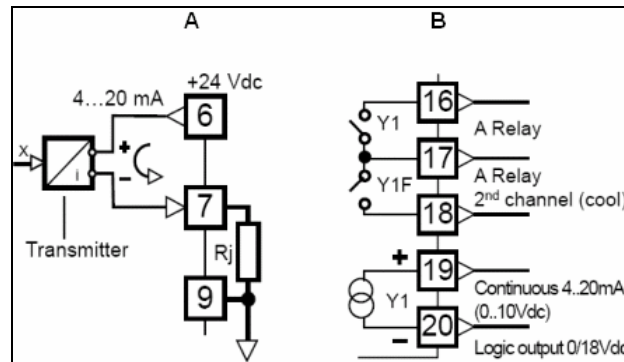 A
+24 Vdc
4...20 mA
6
X
+
–
i
7
Transmitter
Rj
9
B
16
Y1
A Relay
17
Y1F
A Relay
2nd channel (cool)
18
+
19
Y1
Continuous 4..20mA
(0..10Vdc)
–
20
Logic output 0/18Vdc